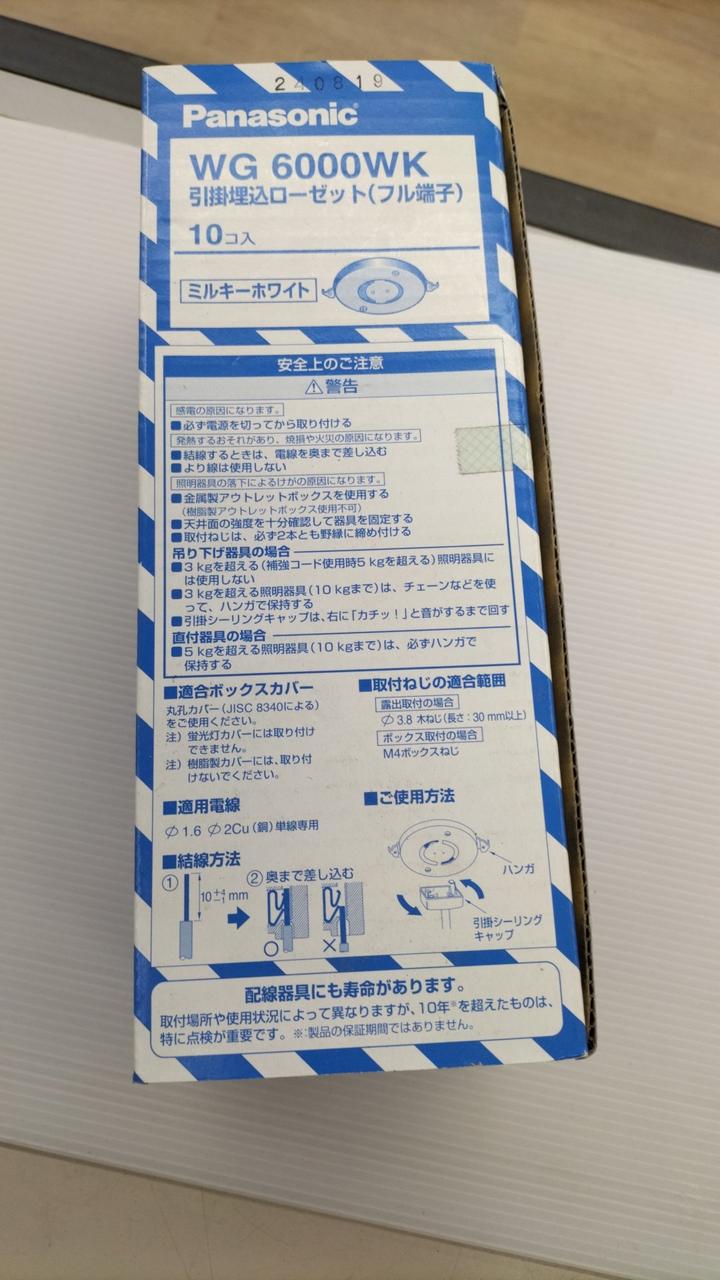 240819
Panasonic
WG 6000WK
引掛埋込ローゼット(フル端子)
10コ入
ミルキーホワイト
安全上のご注意
⚠警告
感電の原因になります。
■必ず電源を切ってから取り付ける
発熱するおそれがあり、焼損や火災の原因になります。
■結線するときは、電線を奥まで差し込む
■より線は使用しない
照明器具の落下によるけがの原因になります。
■金属製アウトレットボックスを使用する
(樹脂製アウトレットボックス使用不可)
■天井面の強度を十分確認して器具を固定する
■取付ねじは、必ず2本とも野縁に締め付ける
吊り下げ器具の場合
■3 kgを超える(補強コード使用時5 kgを超える)照明器具に
は使用しない
■3 kgを超える照明器具(10 kgまで)は、チェーンなどを使
って、ハンガで保持する
■引掛シーリングキャップは、右に「カチッ!」と音がするまで回す
直付器具の場合
■5 kgを超える照明器具(10 kgまで)は、必ずハンガで
保持する
■適合ボックスカバー
丸孔カバー(JISC 8340による)
をご使用ください。
注) 蛍光灯カバーには取り付け
できません。
注) 樹脂製カバーには、取り付
けないでください。
■取付ねじの適合範囲
露出取付の場合
∅ 3.8 木ねじ(長さ:30 mm以上)
ボックス取付の場合
M4ボックスねじ
■適用電線
∅ 1.6 ∅ 2Cu(銅)単線専用
■結線方法
① 10 +4 -1 mm
② 奥まで差し込む
○ ×
■ご使用方法
ハンガ
引掛シーリング
キャップ
配線器具にも寿命があります。
取付場所や使用状況によって異なりますが、10年※を超えたものは、
特に点検が重要です。※:製品の保証期間ではありません。